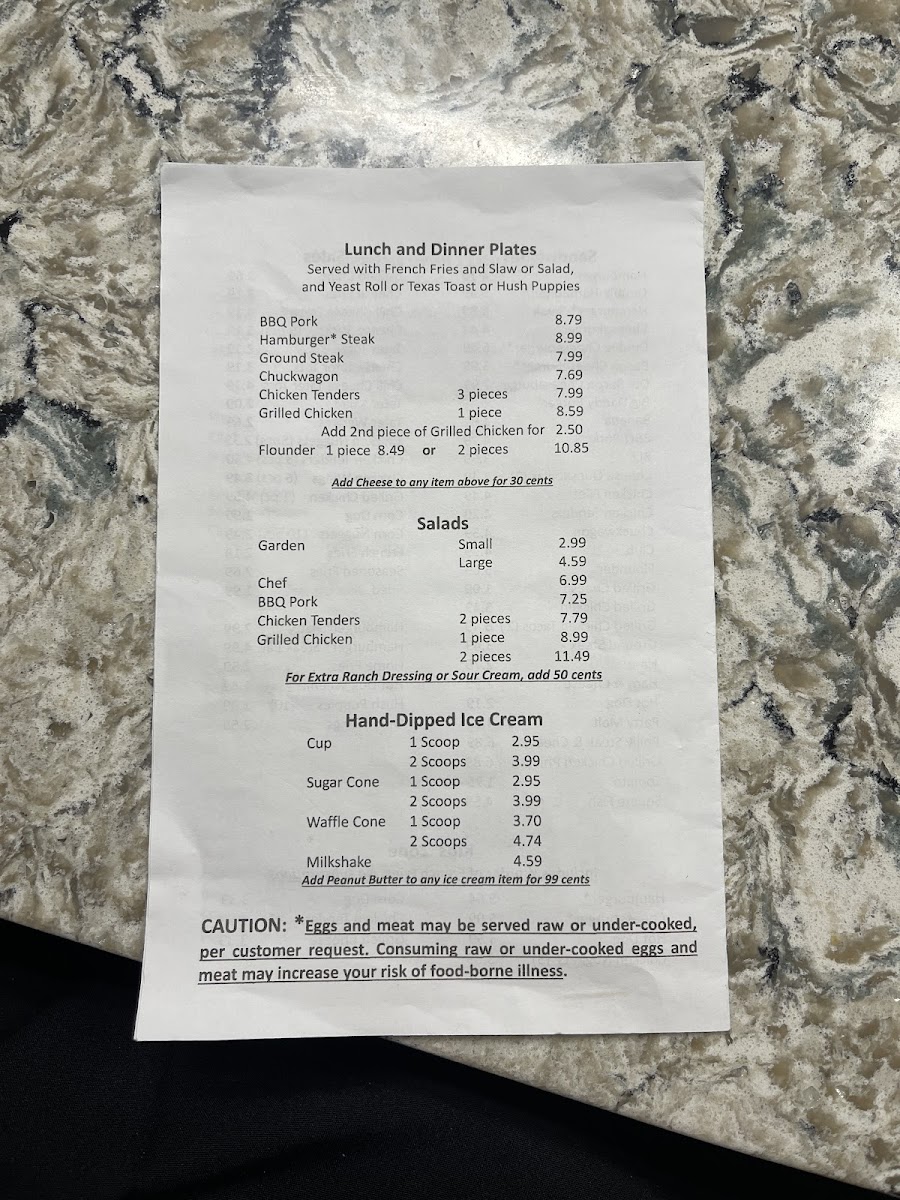 Lunch and Dinner Plates
Served with French Fries and Slaw or Salad,
and Yeast Roll or Texas Toast or Hush Puppies
BBQ Pork 8.79
Hamburger* Steak 8.99
Ground Steak 7.99
Chuckwagon 7.69
Chicken Tenders 3 pieces 7.99
Grilled Chicken 1 piece 8.59
Add 2nd piece of Grilled Chicken for 2.50
Flounder 1 piece 8.49 or 2 pieces 10.85
Add Cheese to any item above for 30 cents
Salads
Garden Small 2.99
Large 4.59
Chef 6.99
BBQ Pork 7.25
Chicken Tenders 2 pieces 7.79
Grilled Chicken 1 piece 8.99
2 pieces 11.49
For Extra Ranch Dressing or Sour Cream, add 50 cents
Hand-Dipped Ice Cream
Cup 1 Scoop 2.95
2 Scoops 3.99
Sugar Cone 1 Scoop 2.95
2 Scoops 3.99
Waffle Cone 1 Scoop 3.70
2 Scoops 4.74
Milkshake 4.59
Add Peanut Butter to any ice cream item for 99 cents
CAUTION: *Eggs and meat may be served raw or under-cooked,
per customer request. Consuming raw or under-cooked eggs and
meat may increase your risk of food-borne illness.